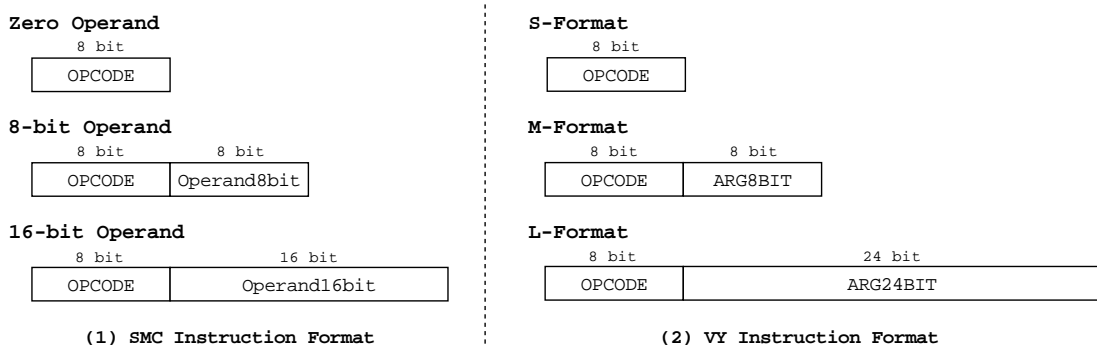 Zero Operand
8 bit
OPCODE
8-bit Operand
8 bit 8 bit
OPCODE Operand8bit
16-bit Operand
8 bit 16 bit
OPCODE Operand16bit
(1) SMC Instruction Format
S-Format
8 bit
OPCODE
M-Format
8 bit 8 bit
OPCODE ARG8BIT
L-Format
8 bit 24 bit
OPCODE ARG24BIT
(2) VY Instruction Format